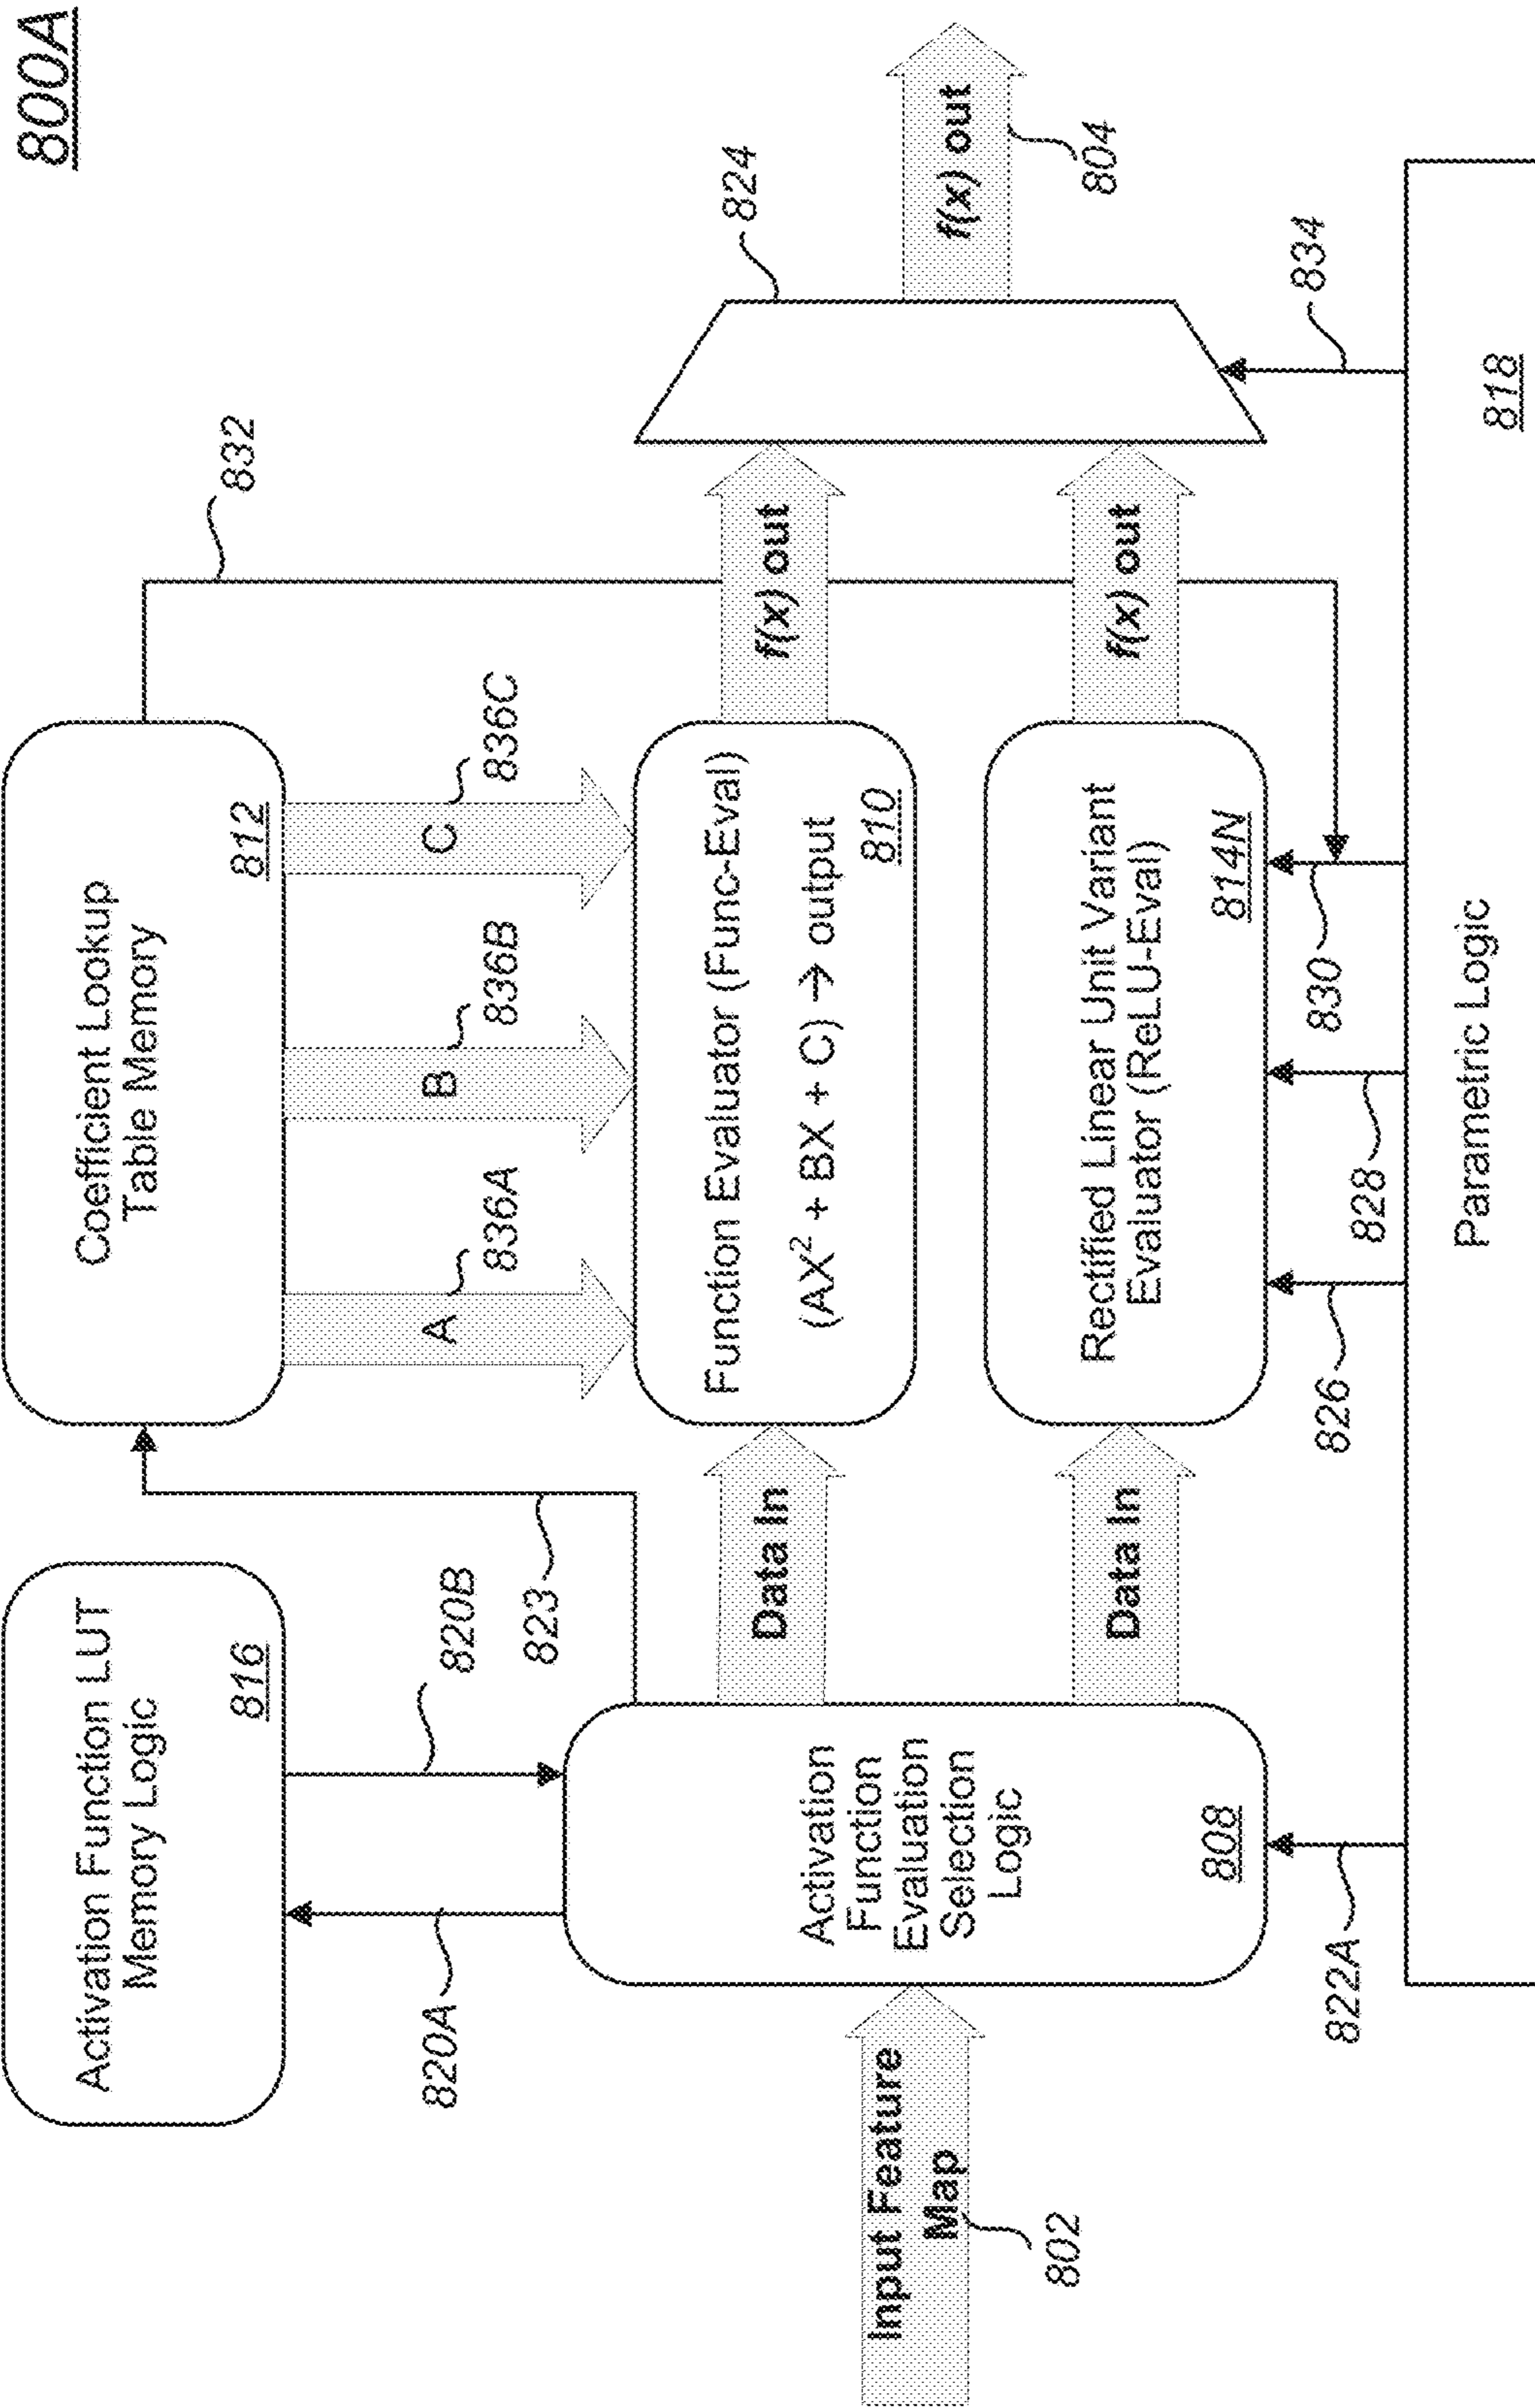 800A
Activation Function LUT
Memory Logic
816
Coefficient Lookup
Table Memory
812
820A
820B
823
A
836A
B
836B
C
836C
832
Input Feature
Map
802
Activation
Function
Evaluation
Selection
Logic
808
Data In
Data In
Function Evaluator (Func-Eval)
(AX² + BX + C) → output
810
Rectified Linear Unit Variant
Evaluator (ReLU-Eval)
814N
f(x) out
f(x) out
824
f(x) out
804
822A
826
828
830
834
Parametric Logic
818